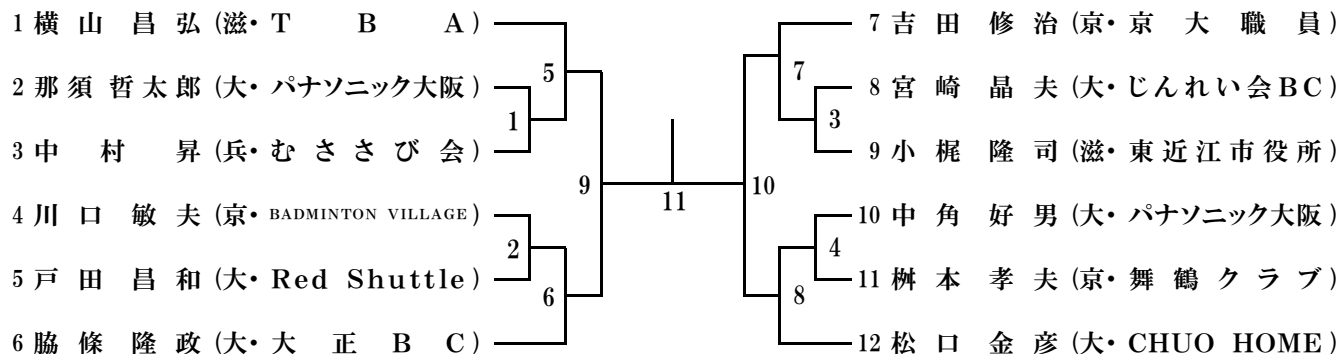 1 横山昌弘 (滋・TBA)
2 那須哲太郎 (大・パナソニック大阪)
3 中村昇 (兵・むささび会)
4 川口敏夫 (京・BADMINTON VILLAGE)
5 戸田昌和 (大・Red Shuttle)
6 脇條隆政 (大・大正BC)
5
1
9
2
6
11
7
3
10
4
8
7 吉田修治 (京・京大職員)
8 宮崎晶夫 (大・じんれい会BC)
9 小梶隆司 (滋・東近江市役所)
10 中角好男 (大・パナソニック大阪)
11 桝本孝夫 (京・舞鶴クラブ)
12 松口金彦 (大・CHUO HOME)